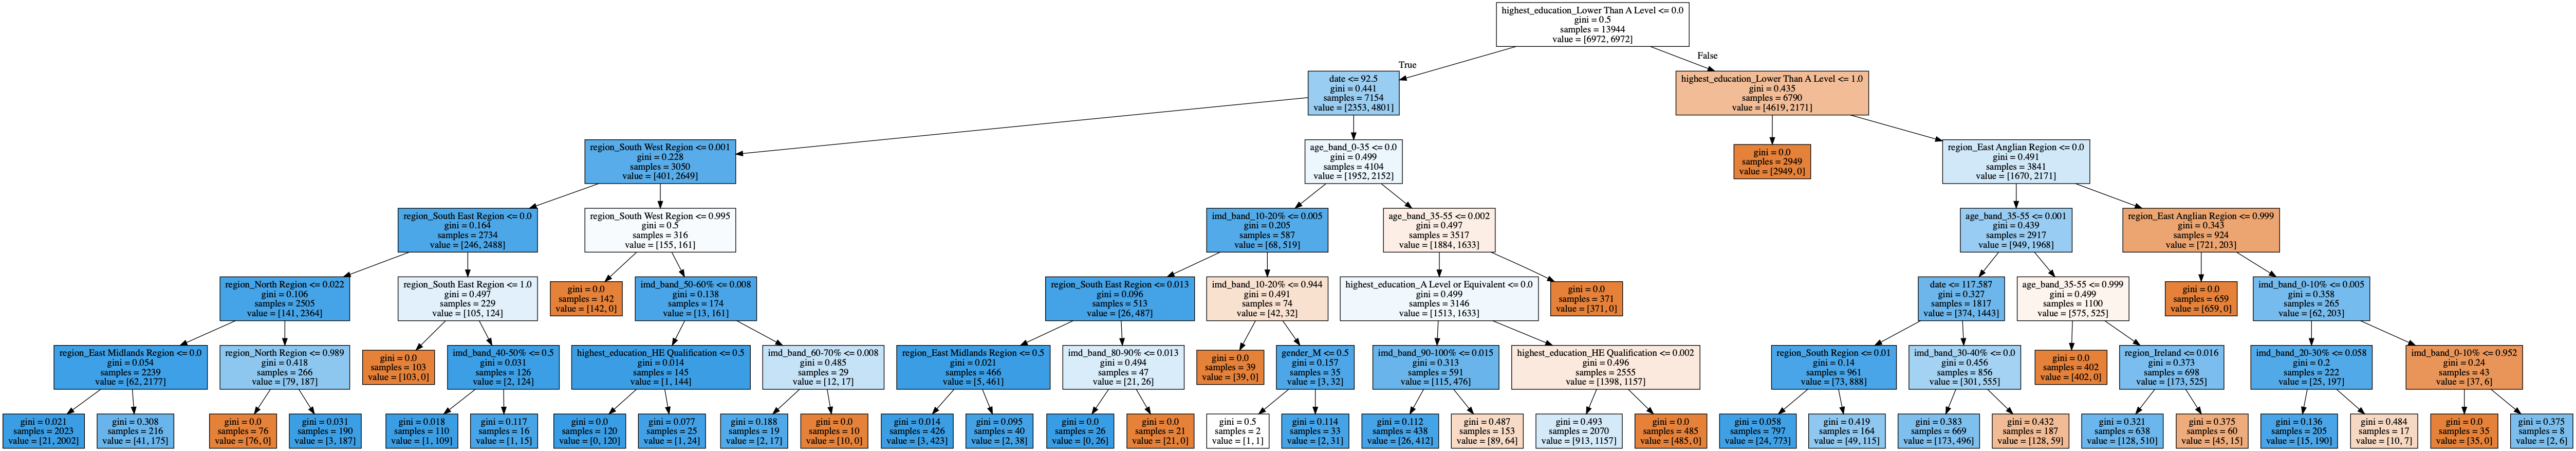 highest_education_Lower Than A Level <= 0.0
gini = 0.5
samples = 13944
value = [6972, 6972]
True
False
date <= 92.5
gini = 0.441
samples = 7154
value = [2353, 4801]
highest_education_Lower Than A Level <= 1.0
gini = 0.435
samples = 6790
value = [4619, 2171]
region_South West Region <= 0.001
gini = 0.228
samples = 3050
value = [401, 2649]
age_band_0-35 <= 0.0
gini = 0.499
samples = 4104
value = [1952, 2152]
gini = 0.0
samples = 2949
value = [2949, 0]
region_East Anglian Region <= 0.0
gini = 0.491
samples = 3841
value = [1670, 2171]
region_South East Region <= 0.0
gini = 0.164
samples = 2734
value = [246, 2488]
region_South West Region <= 0.995
gini = 0.5
samples = 316
value = [155, 161]
imd_band_10-20% <= 0.005
gini = 0.205
samples = 587
value = [68, 519]
age_band_35-55 <= 0.002
gini = 0.497
samples = 3517
value = [1884, 1633]
age_band_35-55 <= 0.001
gini = 0.439
samples = 2917
value = [949, 1968]
region_East Anglian Region <= 0.999
gini = 0.343
samples = 924
value = [721, 203]
region_North Region <= 0.022
gini = 0.106
samples = 2505
value = [141, 2364]
region_South East Region <= 1.0
gini = 0.497
samples = 229
value = [105, 124]
gini = 0.0
samples = 142
value = [142, 0]
imd_band_50-60% <= 0.008
gini = 0.138
samples = 174
value = [13, 161]
region_South East Region <= 0.013
gini = 0.096
samples = 513
value = [26, 487]
imd_band_10-20% <= 0.944
gini = 0.491
samples = 74
value = [42, 32]
highest_education_A Level or Equivalent <= 0.0
gini = 0.499
samples = 3146
value = [1513, 1633]
gini = 0.0
samples = 371
value = [371, 0]
date <= 117.587
gini = 0.327
samples = 1817
value = [374, 1443]
age_band_35-55 <= 0.999
gini = 0.499
samples = 1100
value = [575, 525]
gini = 0.0
samples = 659
value = [659, 0]
imd_band_0-10% <= 0.005
gini = 0.358
samples = 265
value = [62, 203]
region_East Midlands Region <= 0.0
gini = 0.054
samples = 2239
value = [62, 2177]
region_North Region <= 0.989
gini = 0.418
samples = 266
value = [79, 187]
gini = 0.0
samples = 103
value = [103, 0]
imd_band_40-50% <= 0.5
gini = 0.031
samples = 126
value = [2, 124]
highest_education_HE Qualification <= 0.5
gini = 0.014
samples = 145
value = [1, 144]
imd_band_60-70% <= 0.008
gini = 0.485
samples = 29
value = [12, 17]
region_East Midlands Region <= 0.5
gini = 0.021
samples = 466
value = [5, 461]
imd_band_80-90% <= 0.013
gini = 0.494
samples = 47
value = [21, 26]
gini = 0.0
samples = 39
value = [39, 0]
gender_M <= 0.5
gini = 0.157
samples = 35
value = [3, 32]
imd_band_90-100% <= 0.015
gini = 0.313
samples = 591
value = [115, 476]
highest_education_HE Qualification <= 0.002
gini = 0.496
samples = 2555
value = [1398, 1157]
region_South Region <= 0.01
gini = 0.14
samples = 961
value = [73, 888]
imd_band_30-40% <= 0.0
gini = 0.456
samples = 856
value = [301, 555]
gini = 0.0
samples = 402
value = [402, 0]
region_Ireland <= 0.016
gini = 0.373
samples = 698
value = [173, 525]
imd_band_20-30% <= 0.058
gini = 0.2
samples = 222
value = [25, 197]
imd_band_0-10% <= 0.952
gini = 0.24
samples = 43
value = [37, 6]
gini = 0.021
samples = 2023
value = [21, 2002]
gini = 0.308
samples = 216
value = [41, 175]
gini = 0.0
samples = 76
value = [76, 0]
gini = 0.031
samples = 190
value = [3, 187]
gini = 0.018
samples = 110
value = [1, 109]
gini = 0.117
samples = 16
value = [1, 15]
gini = 0.0
samples = 120
value = [0, 120]
gini = 0.077
samples = 25
value = [1, 24]
gini = 0.188
samples = 19
value = [2, 17]
gini = 0.0
samples = 10
value = [10, 0]
gini = 0.014
samples = 426
value = [3, 423]
gini = 0.095
samples = 40
value = [2, 38]
gini = 0.0
samples = 26
value = [0, 26]
gini = 0.0
samples = 21
value = [21, 0]
gini = 0.5
samples = 2
value = [1, 1]
gini = 0.114
samples = 33
value = [2, 31]
gini = 0.112
samples = 438
value = [26, 412]
gini = 0.487
samples = 153
value = [89, 64]
gini = 0.493
samples = 2070
value = [913, 1157]
gini = 0.0
samples = 485
value = [485, 0]
gini = 0.058
samples = 797
value = [24, 773]
gini = 0.419
samples = 164
value = [49, 115]
gini = 0.383
samples = 669
value = [173, 496]
gini = 0.432
samples = 187
value = [128, 59]
gini = 0.321
samples = 638
value = [128, 510]
gini = 0.375
samples = 60
value = [45, 15]
gini = 0.136
samples = 205
value = [15, 190]
gini = 0.484
samples = 17
value = [10, 7]
gini = 0.0
samples = 35
value = [35, 0]
gini = 0.375
samples = 8
value = [2, 6]